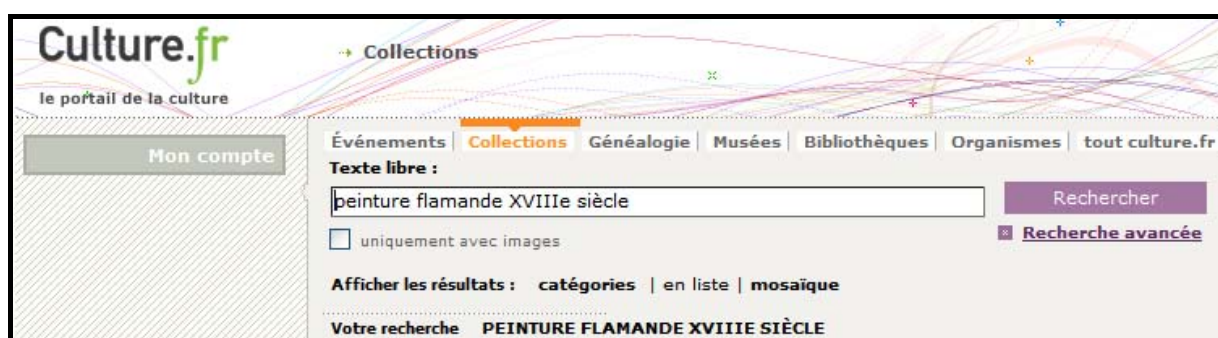 Culture.fr
Collections
le portail de la culture
Mon compte
Événements | Collections Généalogie | Musées | Bibliothèques | Organismes | tout culture.fr
Texte libre :
peinture flamande XVIIIe siècle
Rechercher
uniquement avec images
Recherche avancée
Afficher les résultats : catégories | en liste | mosaïque
Votre recherche PEINTURE FLAMANDE XVIIIE SIÈCLE